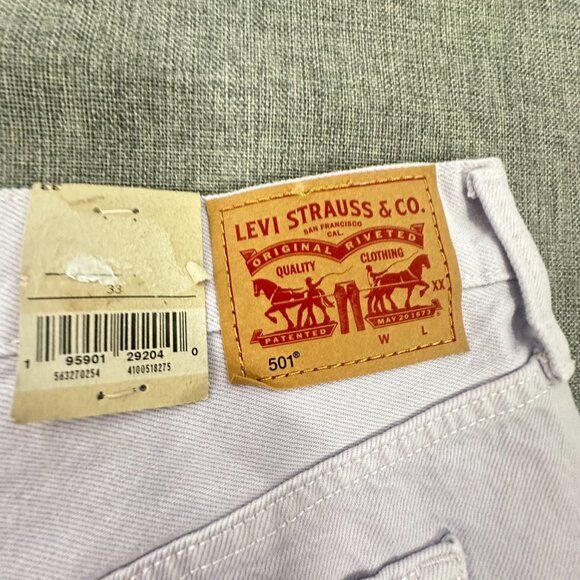 33
1 95901 29204 0
563270254 4100518275
LEVI STRAUSS & CO.
SAN FRANCISCO
CAL.
ORIGINAL RIVETED
QUALITY CLOTHING
XX
PATENTED MAY 20 1873
501® W L